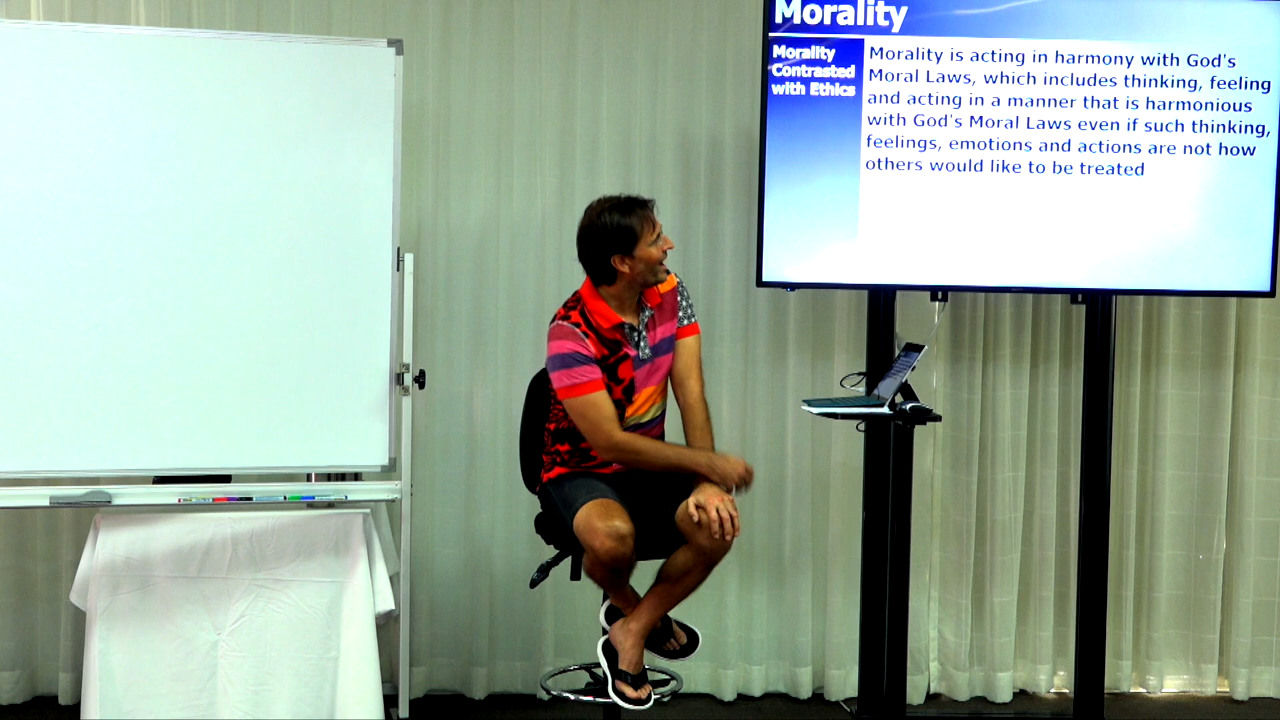 Morality
Morality
Contrasted
with Ethics
Morality is acting in harmony with God's
Moral Laws, which includes thinking, feeling
and acting in a manner that is harmonious
with God's Moral Laws even if such thinking,
feelings, emotions and actions are not how
others would like to be treated